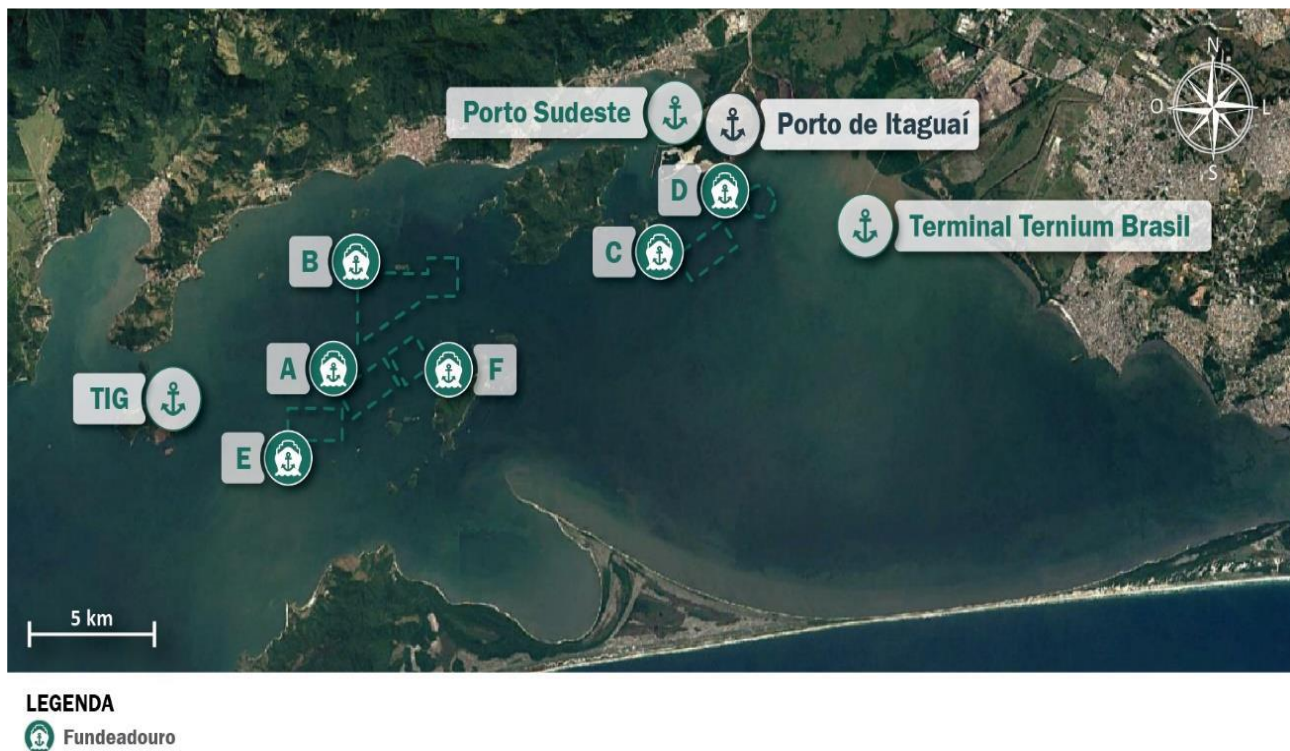 N
O
L
S
Porto Sudeste
Porto de Itaguaí
D
Terminal Ternium Brasil
C
B
A
F
TIG
E
5 km
LEGENDA
Fundeadouro